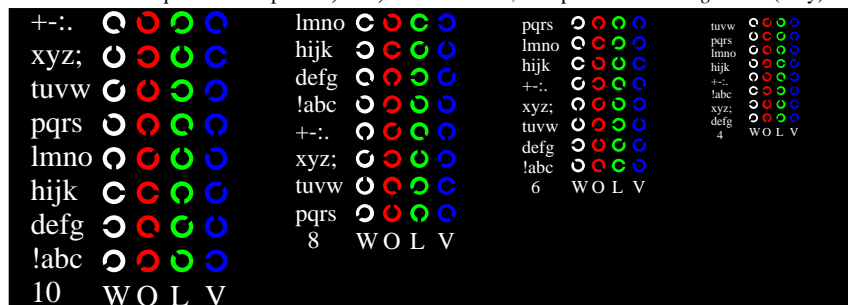 +-:.
xyz;
tuvw
pqrs
lmno
hijk
defg
!abc
10 W O L V
lmno
hijk
defg
!abc
+-:.
xyz;
tuvw
pqrs
8 W O L V
pqrs
lmno
hijk
+-:.
xyz;
tuvw
defg
!abc
6 W O L V
tuvw
pqrs
lmno
hijk
+-:.
!abc
xyz;
defg
4 W O L V